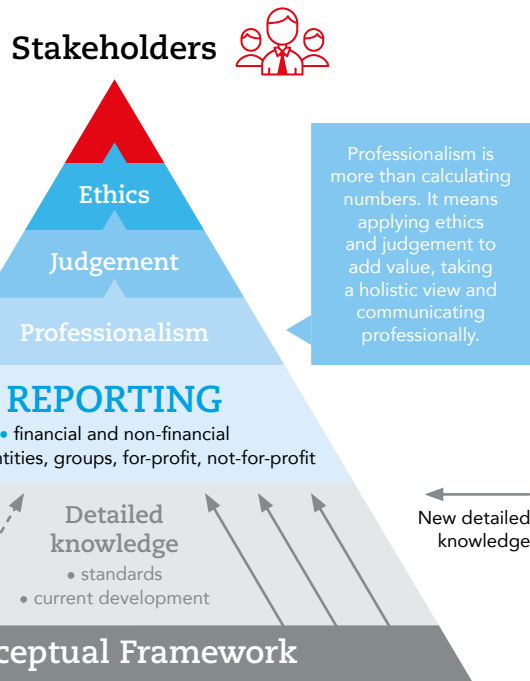 Stakeholders
Ethics
Judgement
Professionalism
Professionalism is
more than calculating
numbers. It means
applying ethics
and judgement to
add value, taking
a holistic view and
communicating
professionally.
REPORTING
• financial and non-financial
ntities, groups, for-profit, not-for-profit
Detailed
knowledge
• standards
• current development
New detailed
knowledge
ceptual Framework